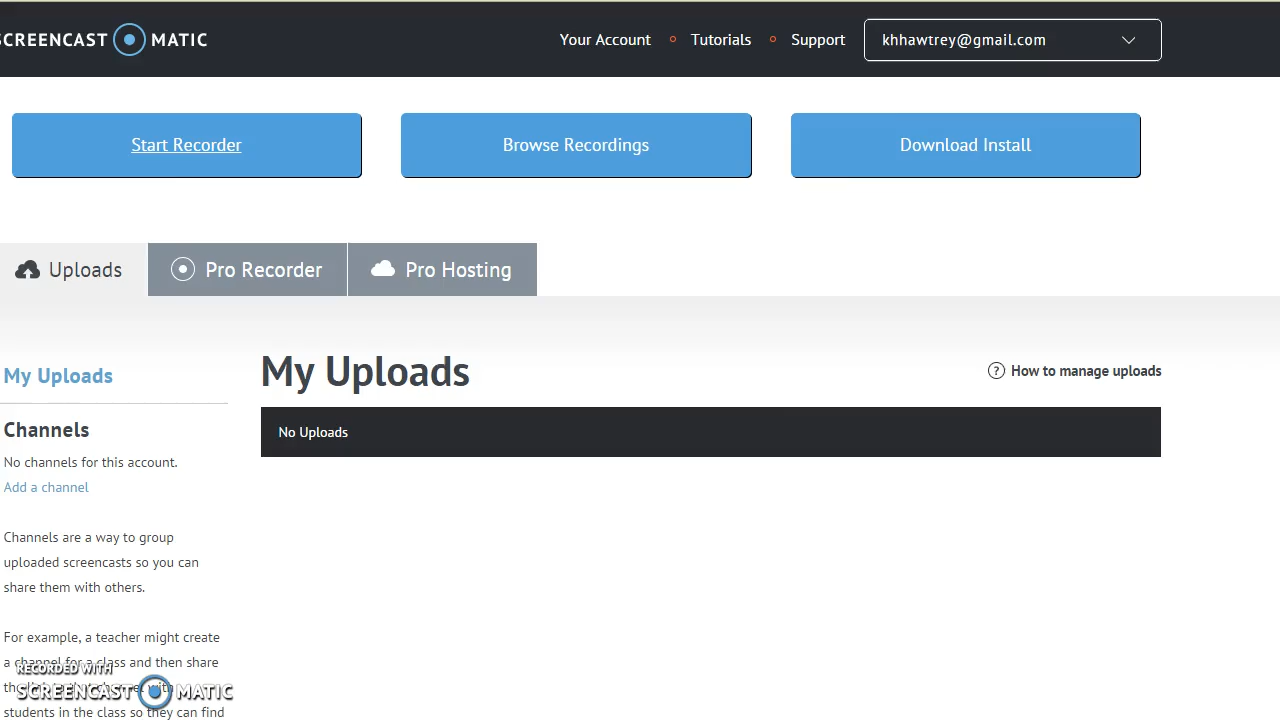 SCREENCAST MATIC
Your Account
Tutorials
Support
khhawtrey@gmail.com
Start Recorder
Browse Recordings
Download Install
Uploads
Pro Recorder
Pro Hosting
My Uploads
My Uploads
How to manage uploads
No Uploads
Channels
No channels for this account.
Add a channel
Channels are a way to group
uploaded screencasts so you can
share them with others.
For example, a teacher might create
a channel for a class and then share
RECORDED WITH
SCREENCAST MATIC
students in the class so they can find